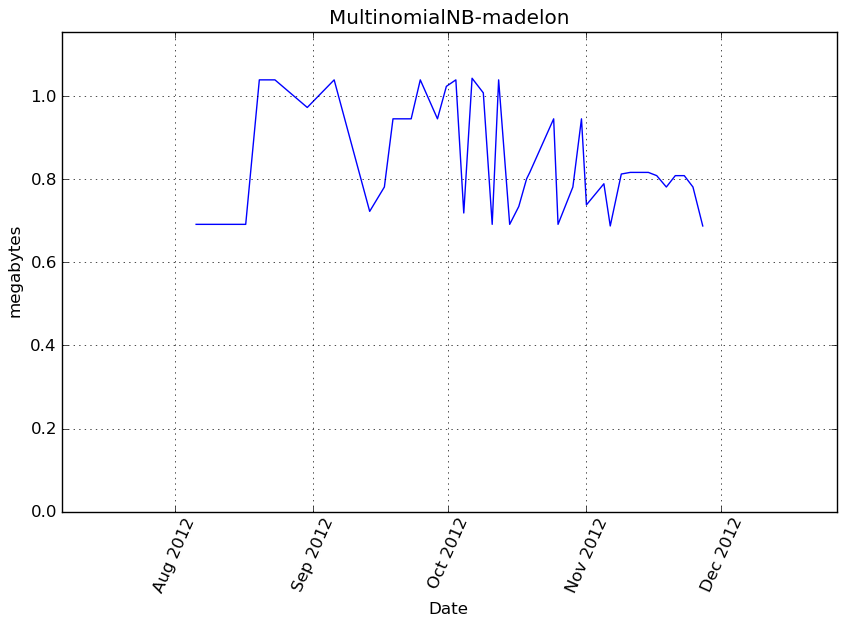 MultinomialNB-madelon
1.0
0.8
0.6
0.4
0.2
0.0
megabytes
Aug 2012
Sep 2012
Oct 2012
Nov 2012
Dec 2012
Date